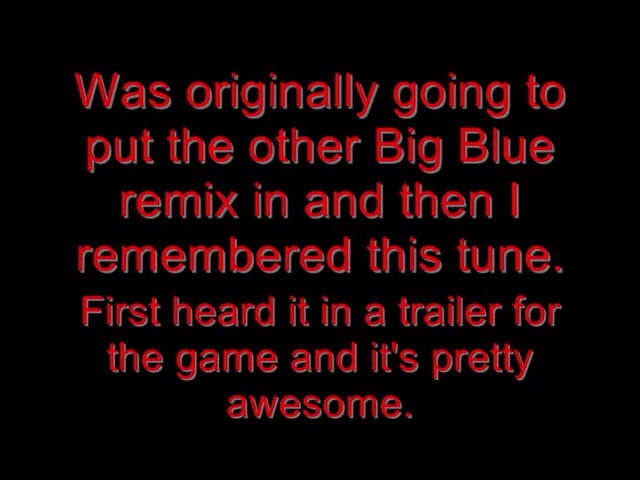 Was originally going to
put the other Big Blue
remix in and then I
remembered this tune.
First heard it in a trailer for
the game and it's pretty
awesome.